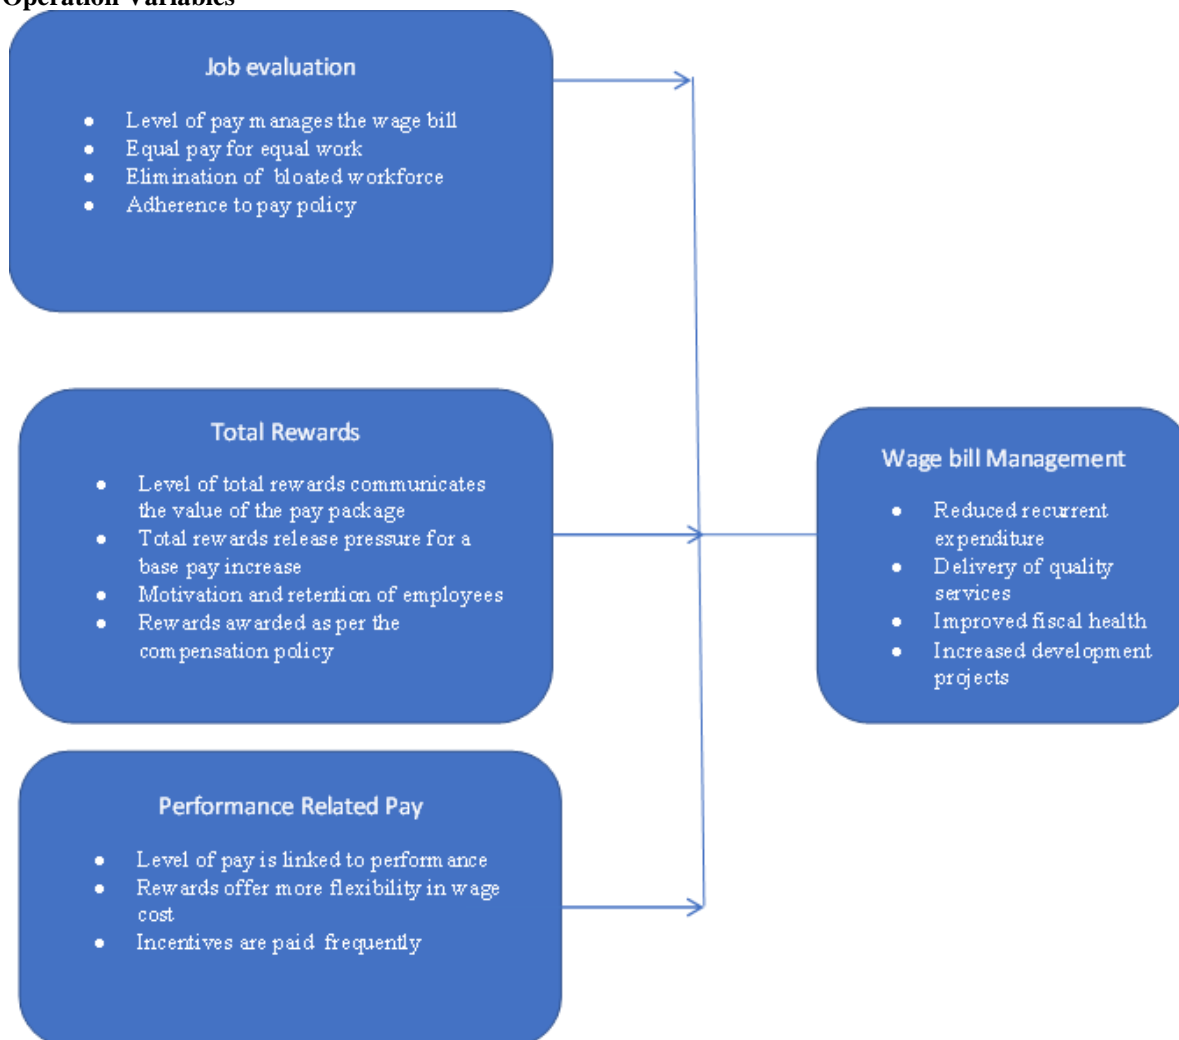 Operation Variables
Job evaluation
● Level of pay manages the wage bill
● Equal pay for equal work
● Elimination of bloated workforce
● Adherence to pay policy
Total Rewards
● Level of total rewards communicates
the value of the pay package
● Total rewards release pressure for a
base pay increase
● Motivation and retention of employees
● Rewards awarded as per the
compensation policy
Wage bill Management
● Reduced recurrent
expenditure
● Delivery of quality
services
● Improved fiscal health
● Increased development
projects
Performance Related Pay
● Level of pay is linked to performance
● Rewards offer more flexibility in wage
cost
● Incentives are paid frequently